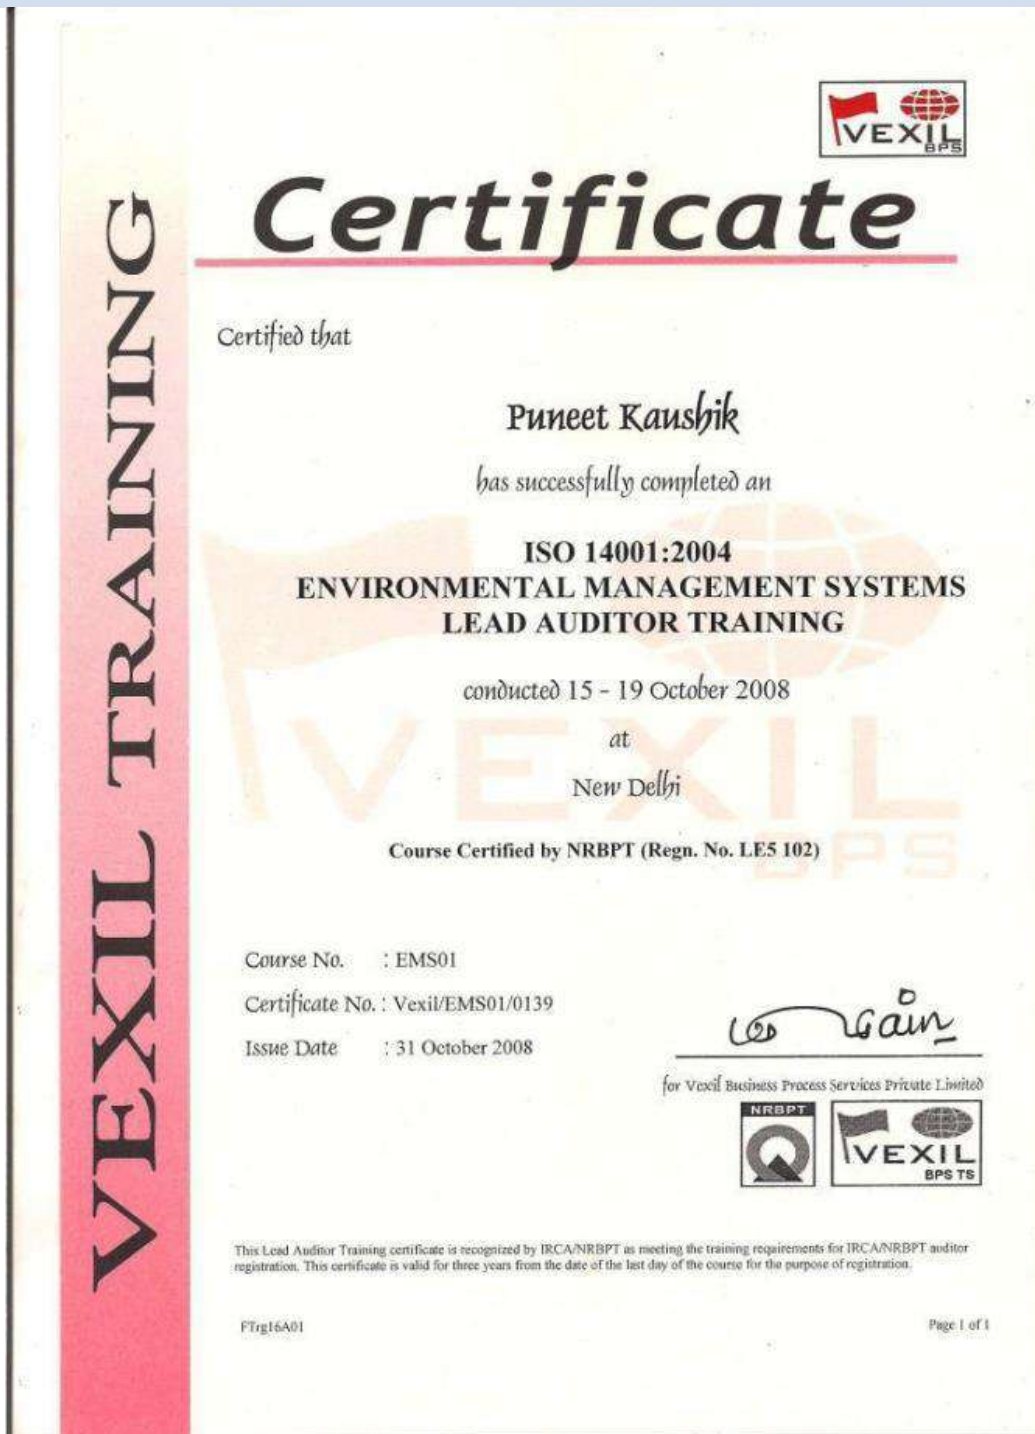 VEXIL
BPS
Certificate
VEXIL TRAINING
Certified that
Puneet Kaushik
has successfully completed an
ISO 14001:2004
ENVIRONMENTAL MANAGEMENT SYSTEMS
LEAD AUDITOR TRAINING
conducted 15 - 19 October 2008
at
New Delhi
VEXIL
BPS
Course Certified by NRBPT (Regn. No. LE5 102)
Course No. : EMS01
Certificate No. : Vexil/EMS01/0139
Issue Date : 31 October 2008
for Vexil Business Process Services Private Limited
NRBPT
VEXIL
BPS TS
This Lead Auditor Training certificate is recognized by IRCA/NRBPT as meeting the training requirements for IRCA/NRBPT auditor
registration. This certificate is valid for three years from the date of the last day of the course for the purpose of registration.
FTrg16A01
Page 1 of 1